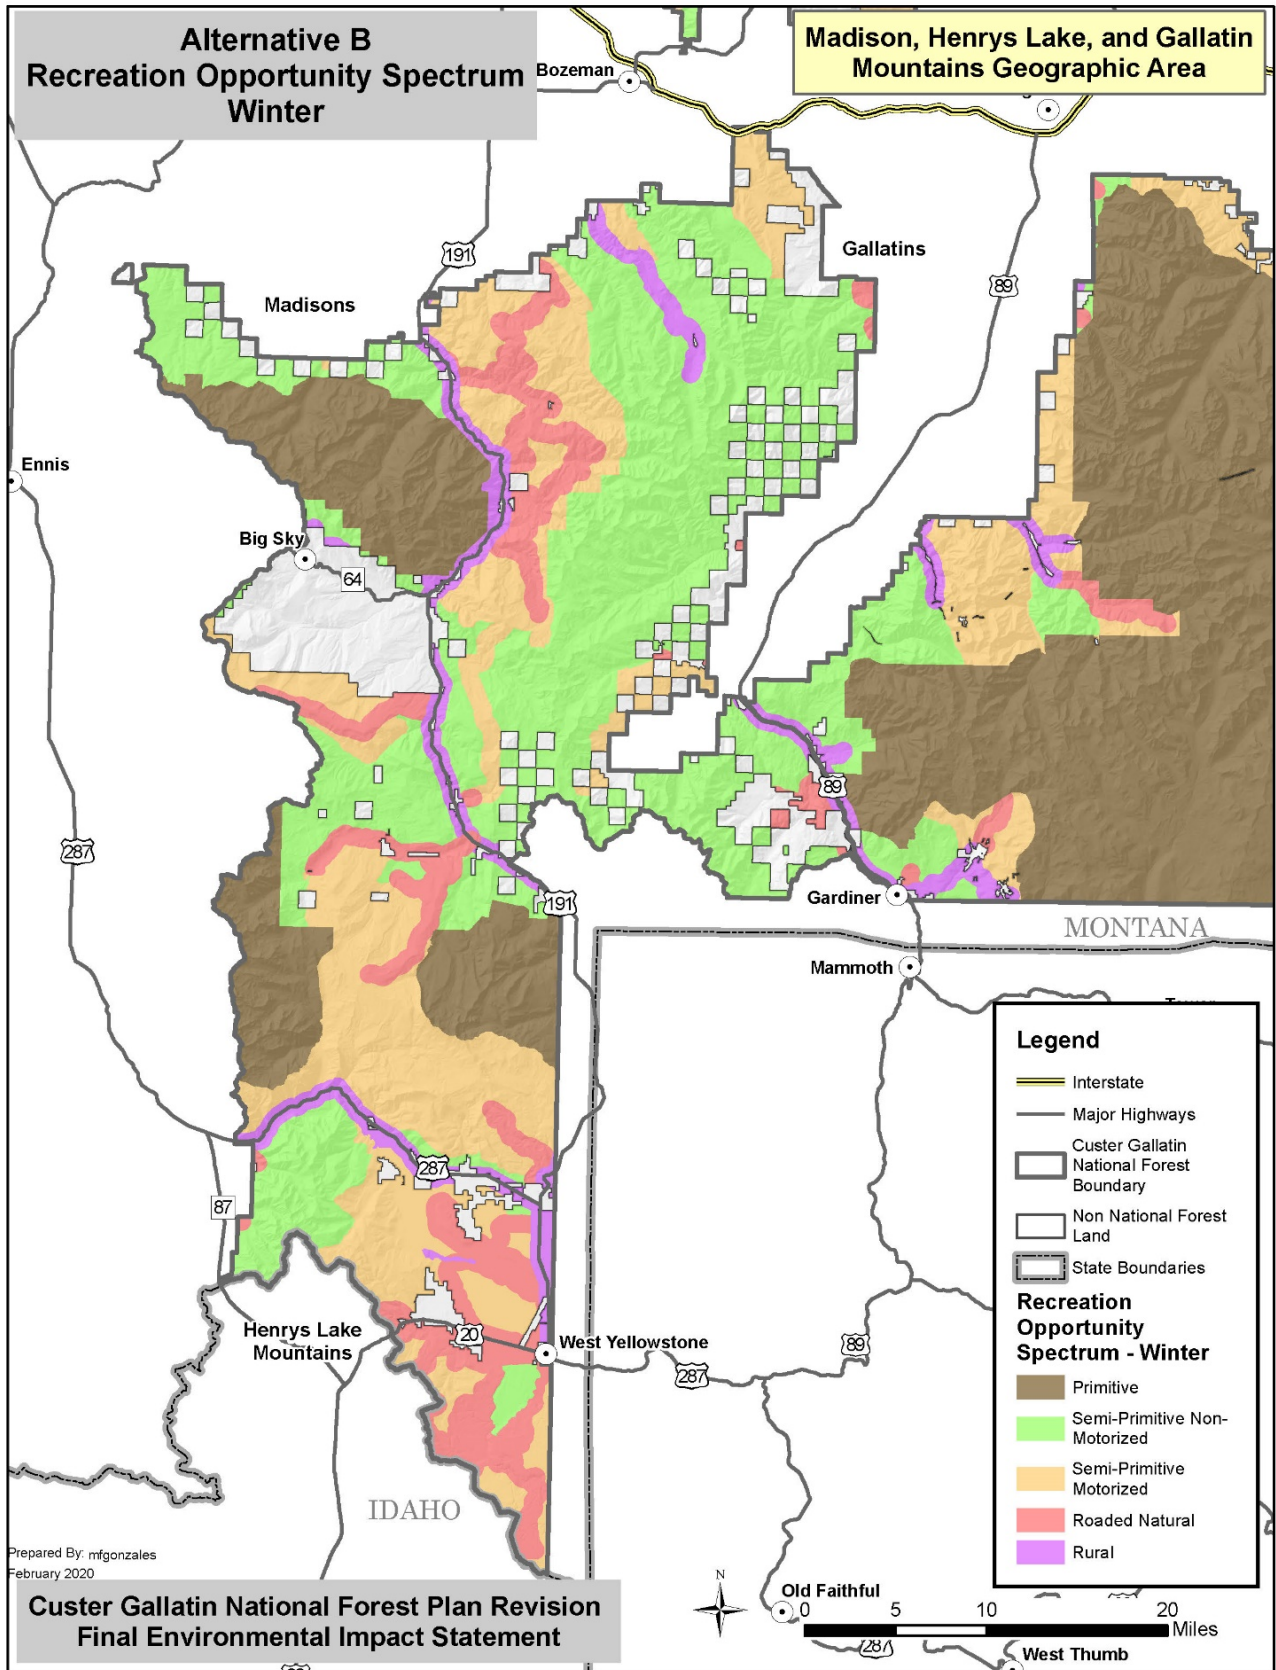 Alternative B
Recreation Opportunity Spectrum
Winter
Madison, Henrys Lake, and Gallatin
Mountains Geographic Area
Bozeman
191
Gallatins
89
Madisons
Ennis
Big Sky
64
89
287
191
Gardiner
MONTANA
Mammoth
287
87
Henrys Lake
Mountains
20
West Yellowstone
287
89
IDAHO
Legend
Interstate
Major Highways
Custer Gallatin
National Forest
Boundary
Non National Forest
Land
State Boundaries
Recreation
Opportunity
Spectrum - Winter
Primitive
Semi-Primitive Non-
Motorized
Semi-Primitive
Motorized
Roaded Natural
Rural
Prepared By: mfgonzales
February 2020
Custer Gallatin National Forest Plan Revision
Final Environmental Impact Statement
N
Old Faithful
0 5 10 20
Miles
287
West Thumb